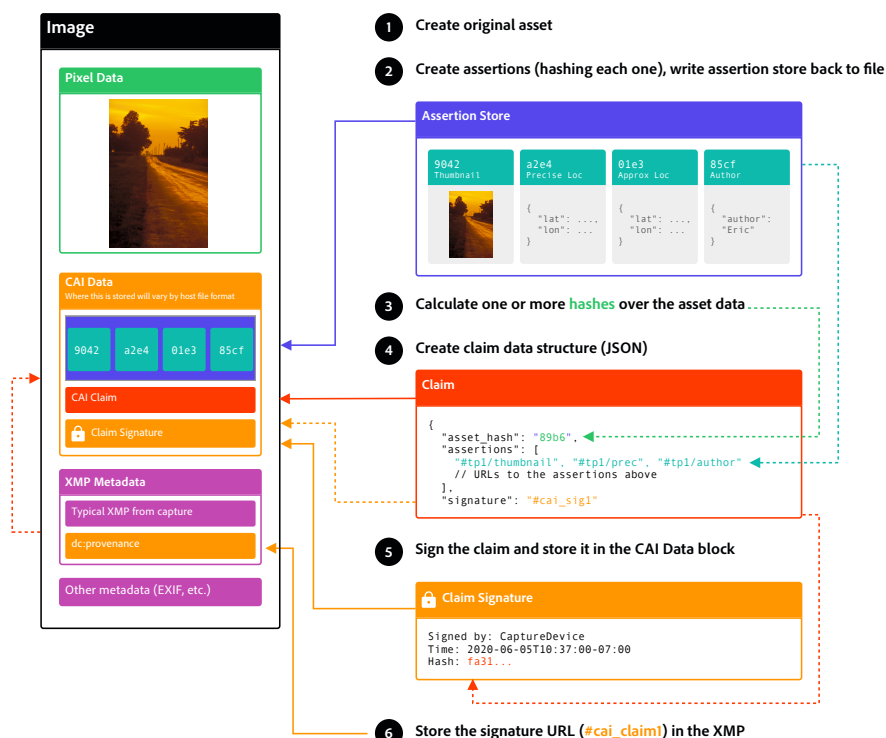 Image
Pixel Data
CAI Data
Where this is stored will vary by host file format
9042 a2e4 01e3 85cf
CAI Claim
Claim Signature
XMP Metadata
Typical XMP from capture
dc:provenance
Other metadata (EXIF, etc.)
1 Create original asset
2 Create assertions (hashing each one), write assertion store back to file
Assertion Store
9042 a2e4 01e3 85cf
Thumbnail Precise Loc Approx Loc Author
{ { {
"lat": ..., "lat": ..., "author":
"lon": ... "lon": ... "Eric"
} } }
3 Calculate one or more hashes over the asset data
4 Create claim data structure (JSON)
Claim
{
"asset_hash": "89b6",
"assertions": [
"#tp1/thumbnail", "#tp1/prec", "#tp1/author"
// URLs to the assertions above
],
"signature": "#cai_sig1"
5 Sign the claim and store it in the CAI Data block
Claim Signature
Signed by: CaptureDevice
Time: 2020-06-05T10:37:00-07:00
Hash: fa31...
6 Store the signature URL (#cai_claim1) in the XMP